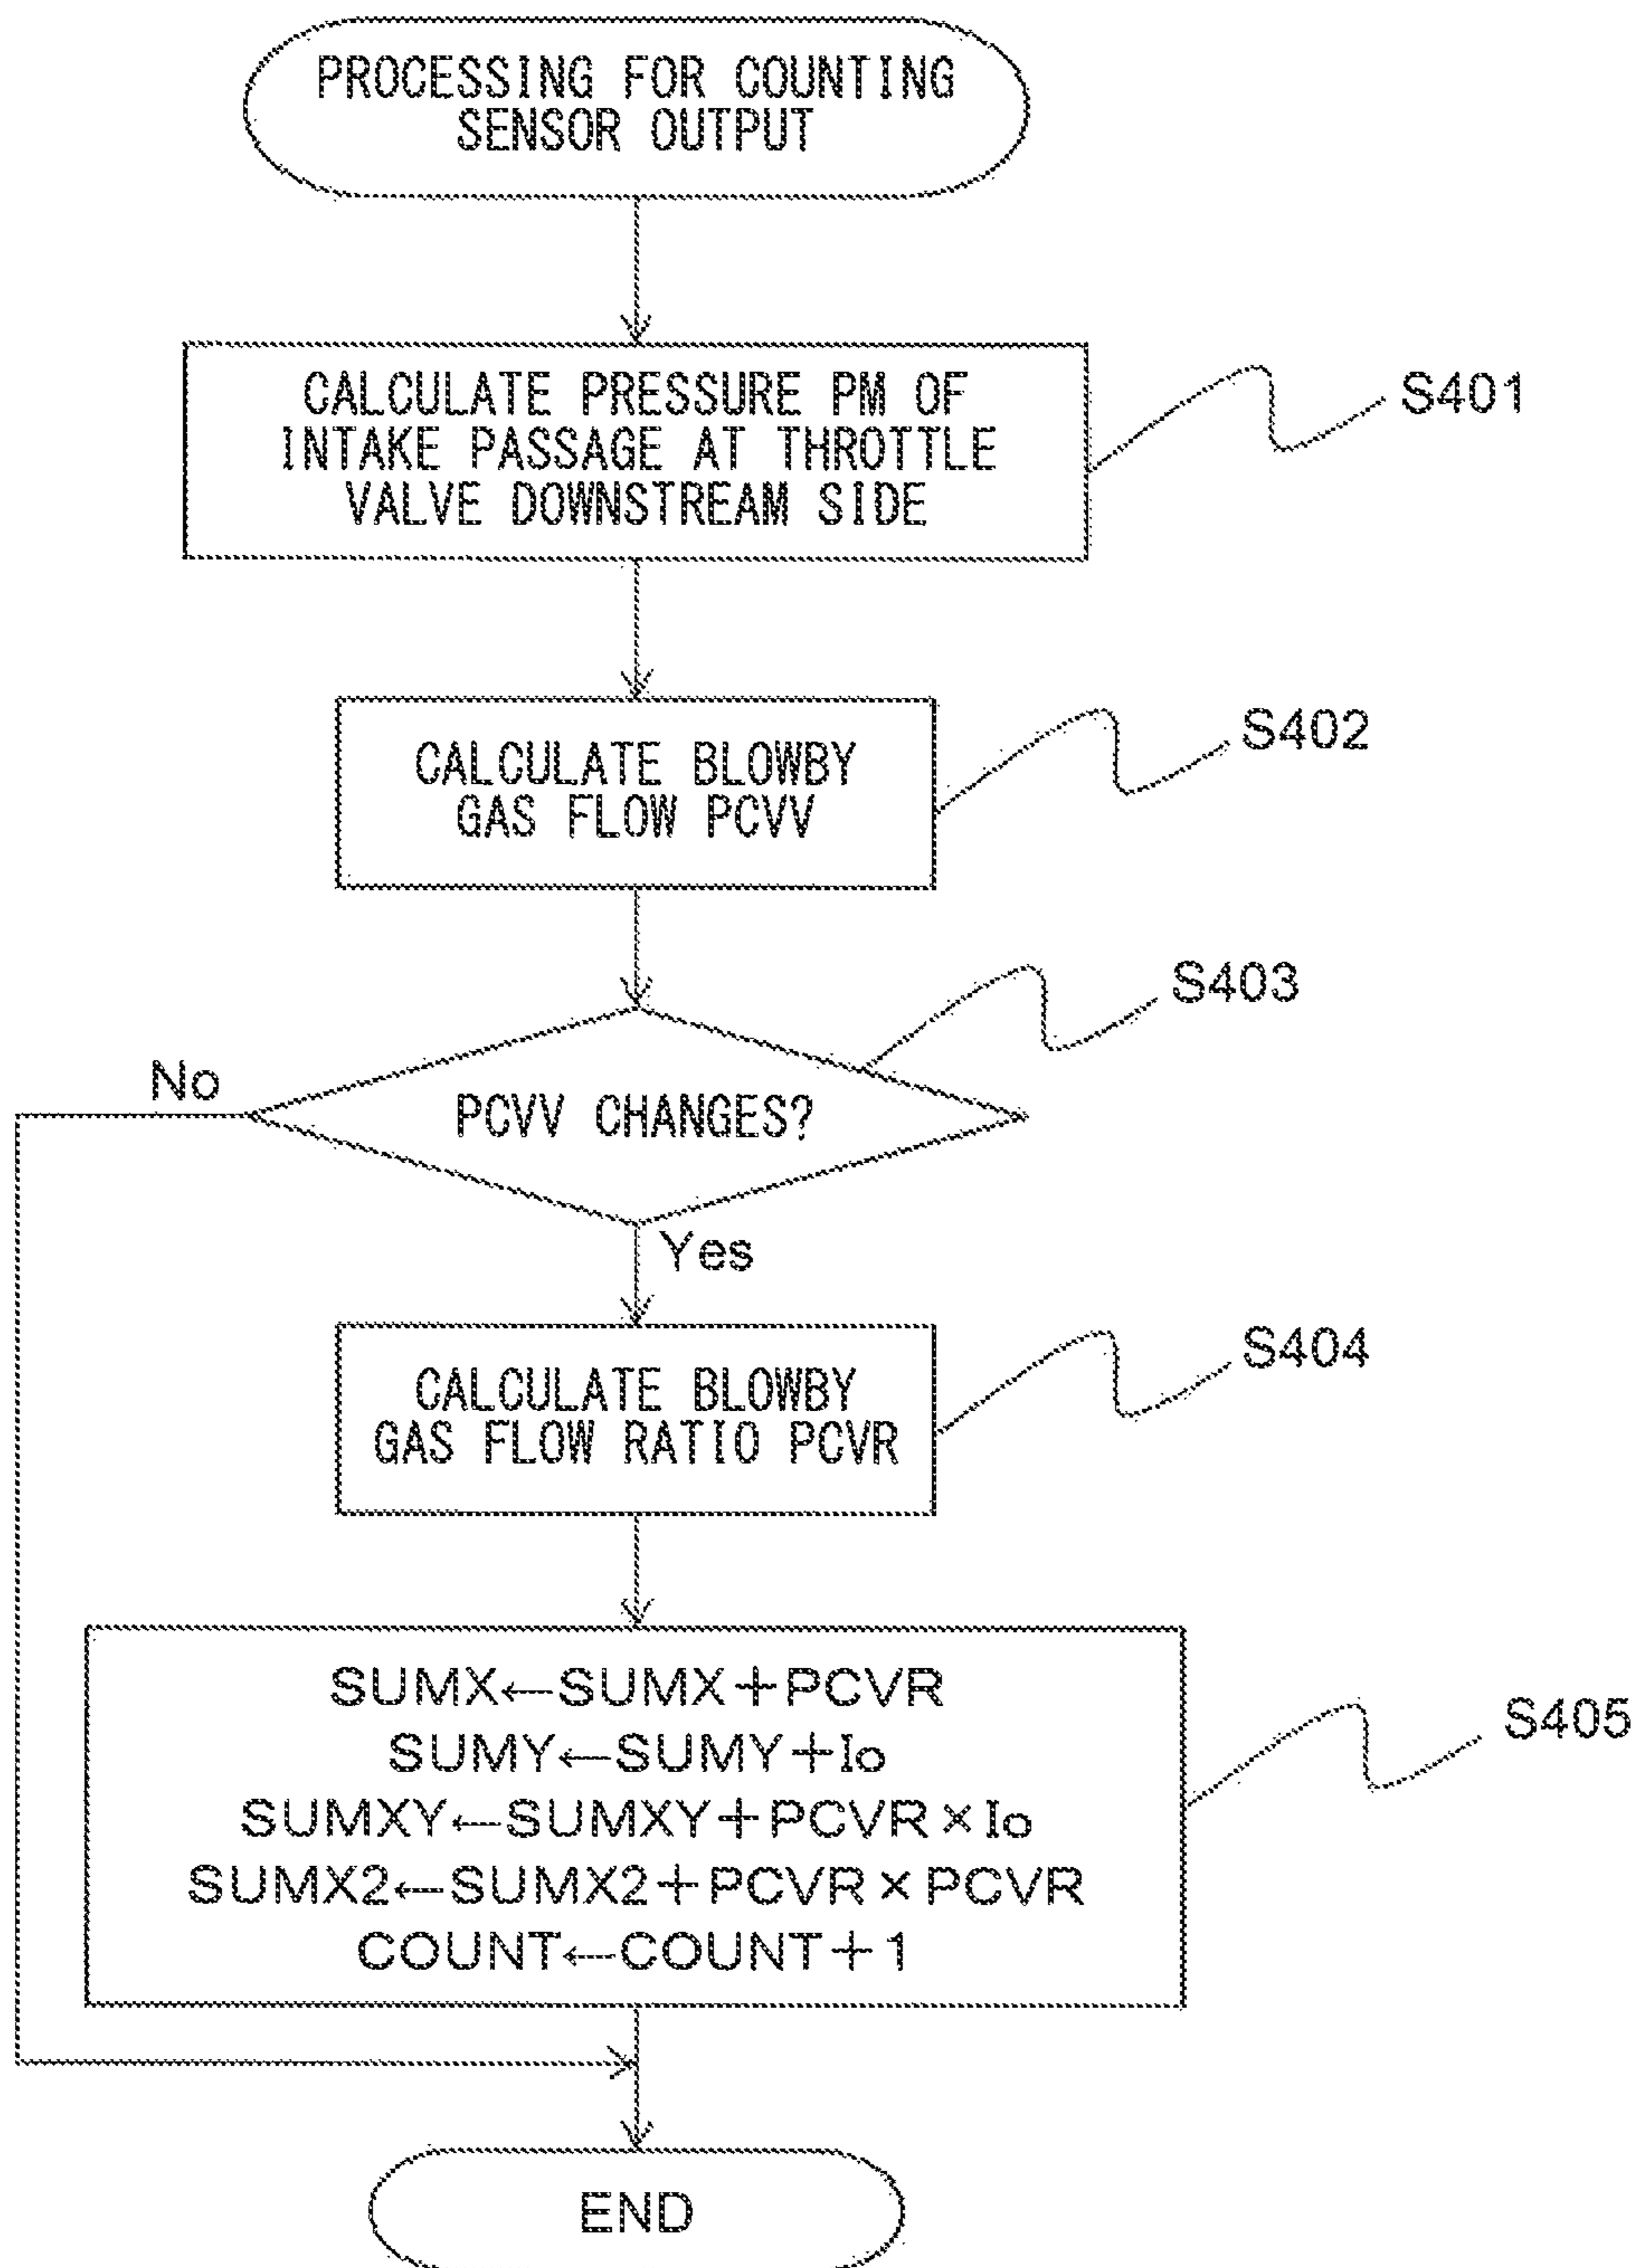 PROCESSING FOR COUNTING
SENSOR OUTPUT
CALCULATE PRESSURE PM OF
INTAKE PASSAGE AT THROTTLE
VALVE DOWNSTREAM SIDE
S401
CALCULATE BLOWBY
GAS FLOW PCVV
S402
PCVV CHANGES?
S403
No
Yes
CALCULATE BLOWBY
GAS FLOW RATIO PCVR
S404
SUMX←SUMX+PCVR
SUMY←SUMY+Io
SUMXY←SUMXY+PCVR×Io
SUMX2←SUMX2+PCVR×PCVR
COUNT←COUNT+1
S405
END